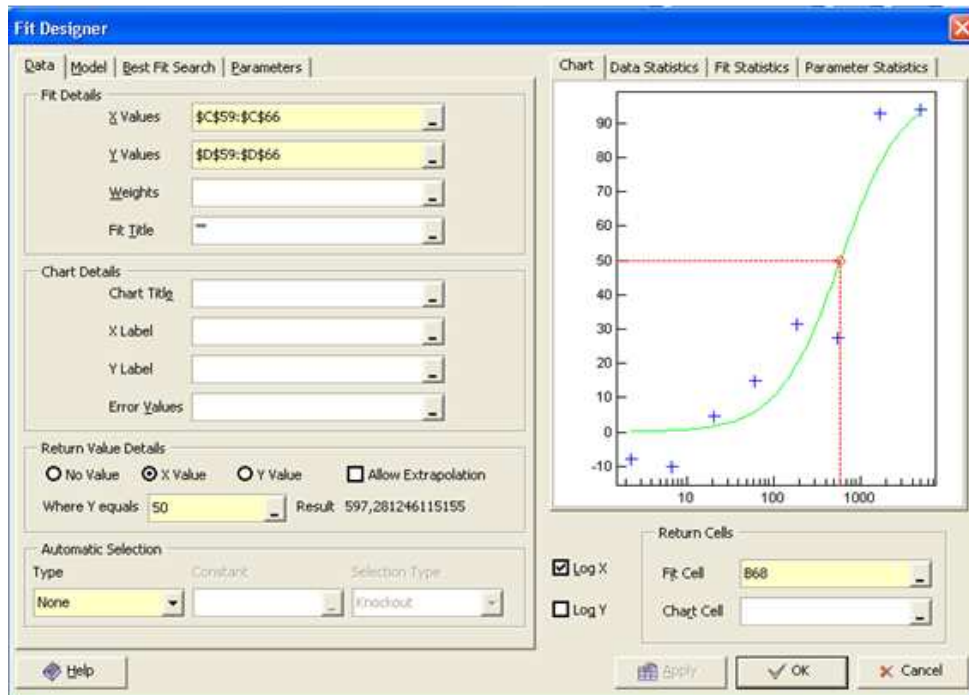 Fit Designer
Data Model Best Fit Search Parameters
Fit Details
X Values $C$59:$C$66
Y Values $D$59:$D$66
Weights
Fit Title ""
Chart Details
Chart Title
X Label
Y Label
Error Values
Return Value Details
No Value X Value Y Value Allow Extrapolation
Where Y equals 50 Result 597,281246115155
Automatic Selection
Type Constant Selection Type
None Knockout
Help
Chart Data Statistics Fit Statistics Parameter Statistics
90
80
70
60
50
40
30
20
10
0
-10
10 100 1000
Return Cells
Log X Fit Cell B68
Log Y Chart Cell
Apply OK Cancel